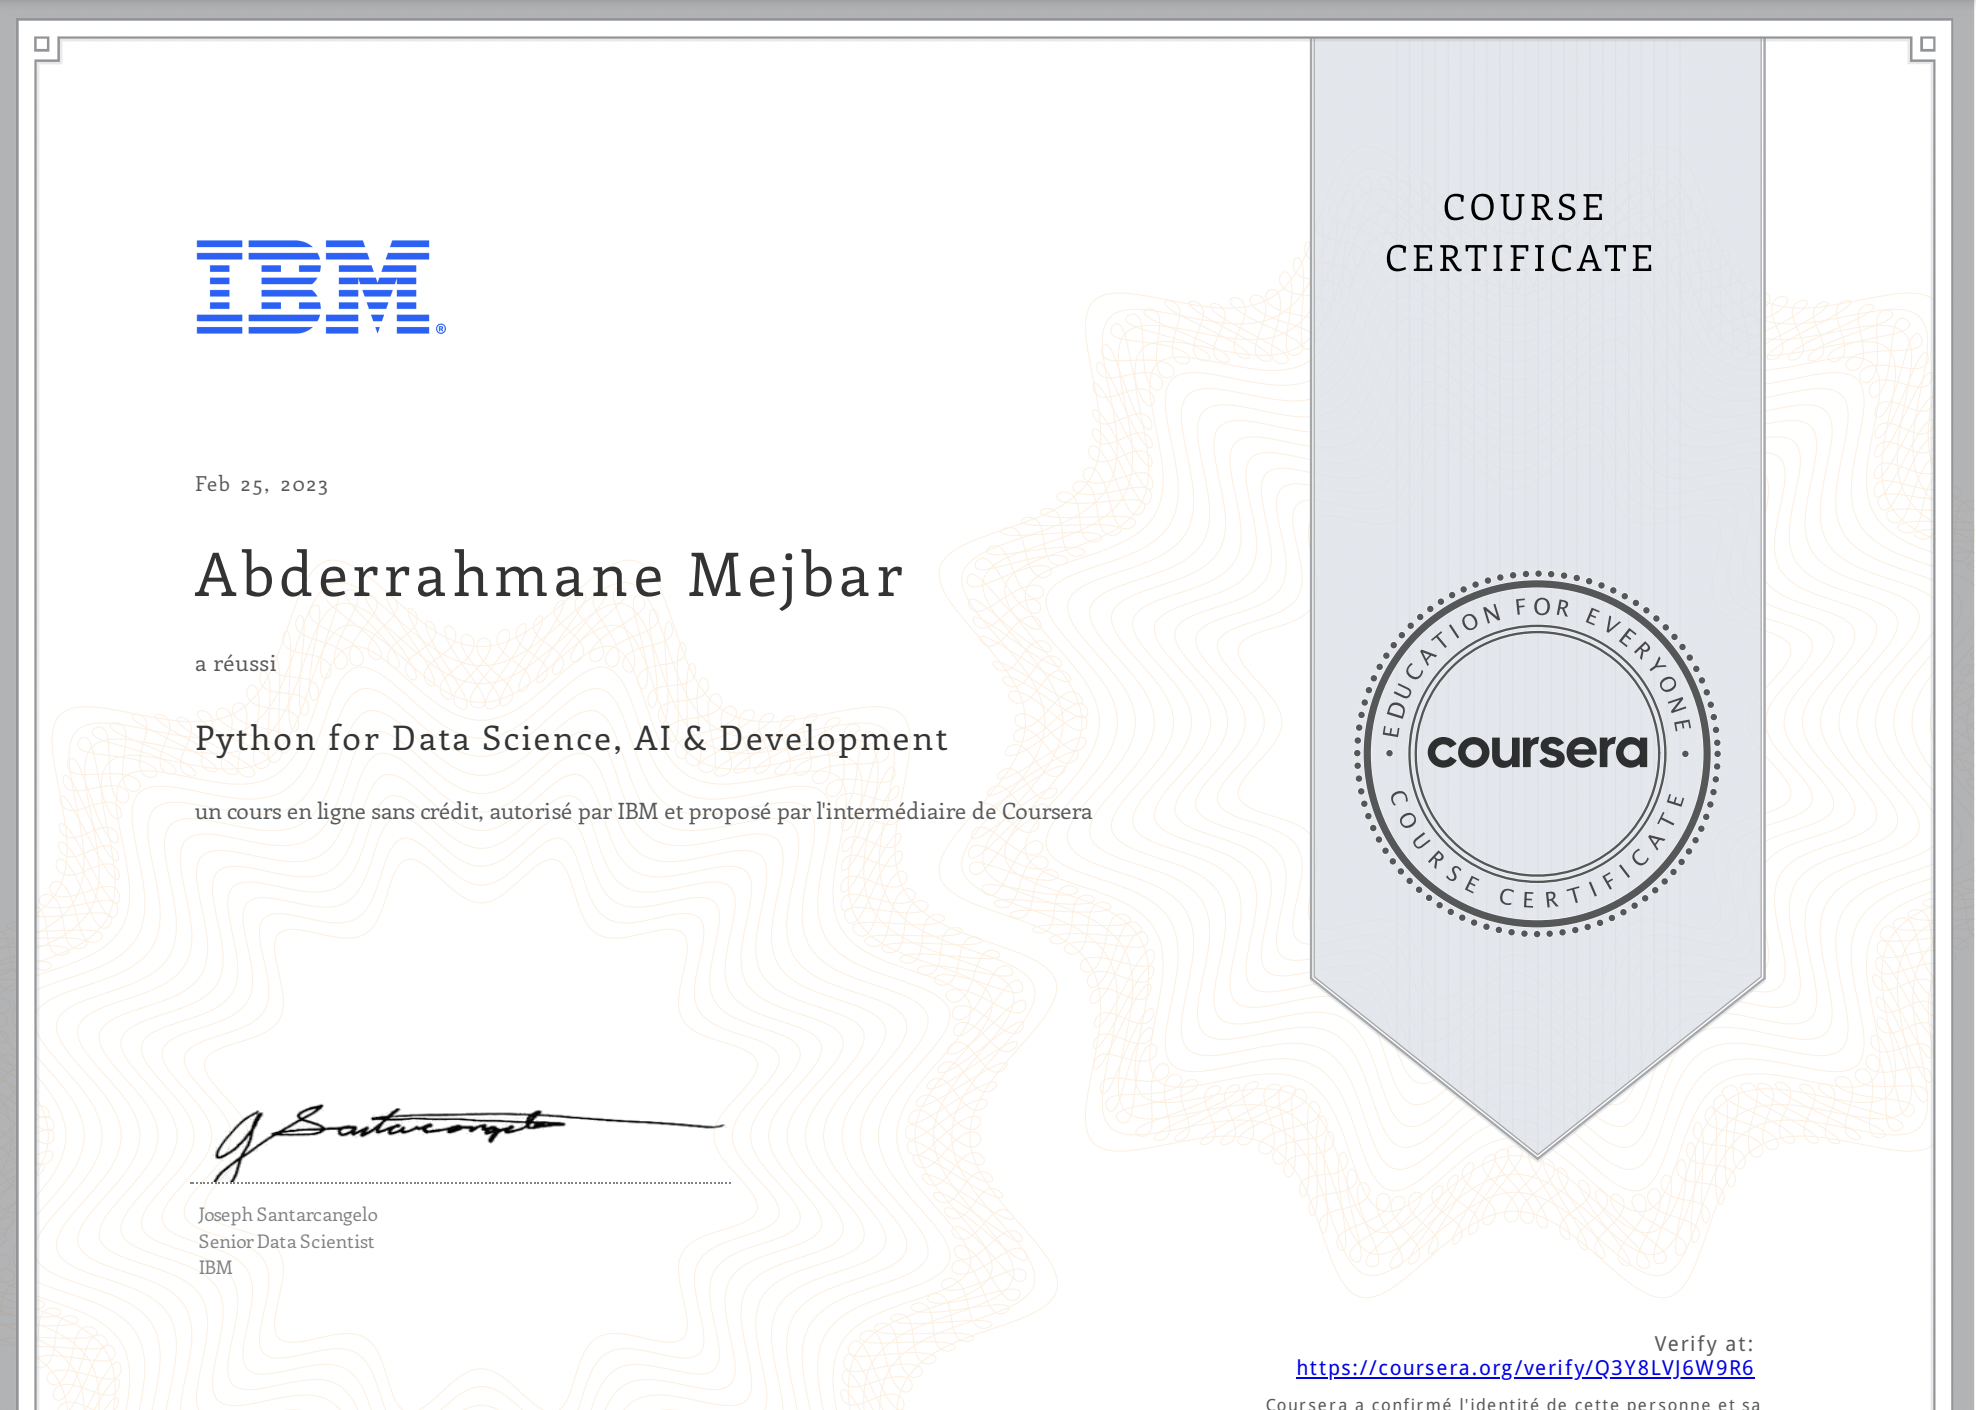 IBM®
COURSE
CERTIFICATE
Feb 25, 2023
Abderrahmane Mejbar
a réussi
Python for Data Science, AI & Development
un cours en ligne sans crédit, autorisé par IBM et proposé par l'intermédiaire de Coursera
EDUCATION FOR EVERYONE
coursera
COURSE CERTIFICATE
J Santarcangelo
Joseph Santarcangelo
Senior Data Scientist
IBM
Verify at:
https://coursera.org/verify/Q3Y8LVJ6W9R6
Coursera a confirmé l'identité de cette personne et sa